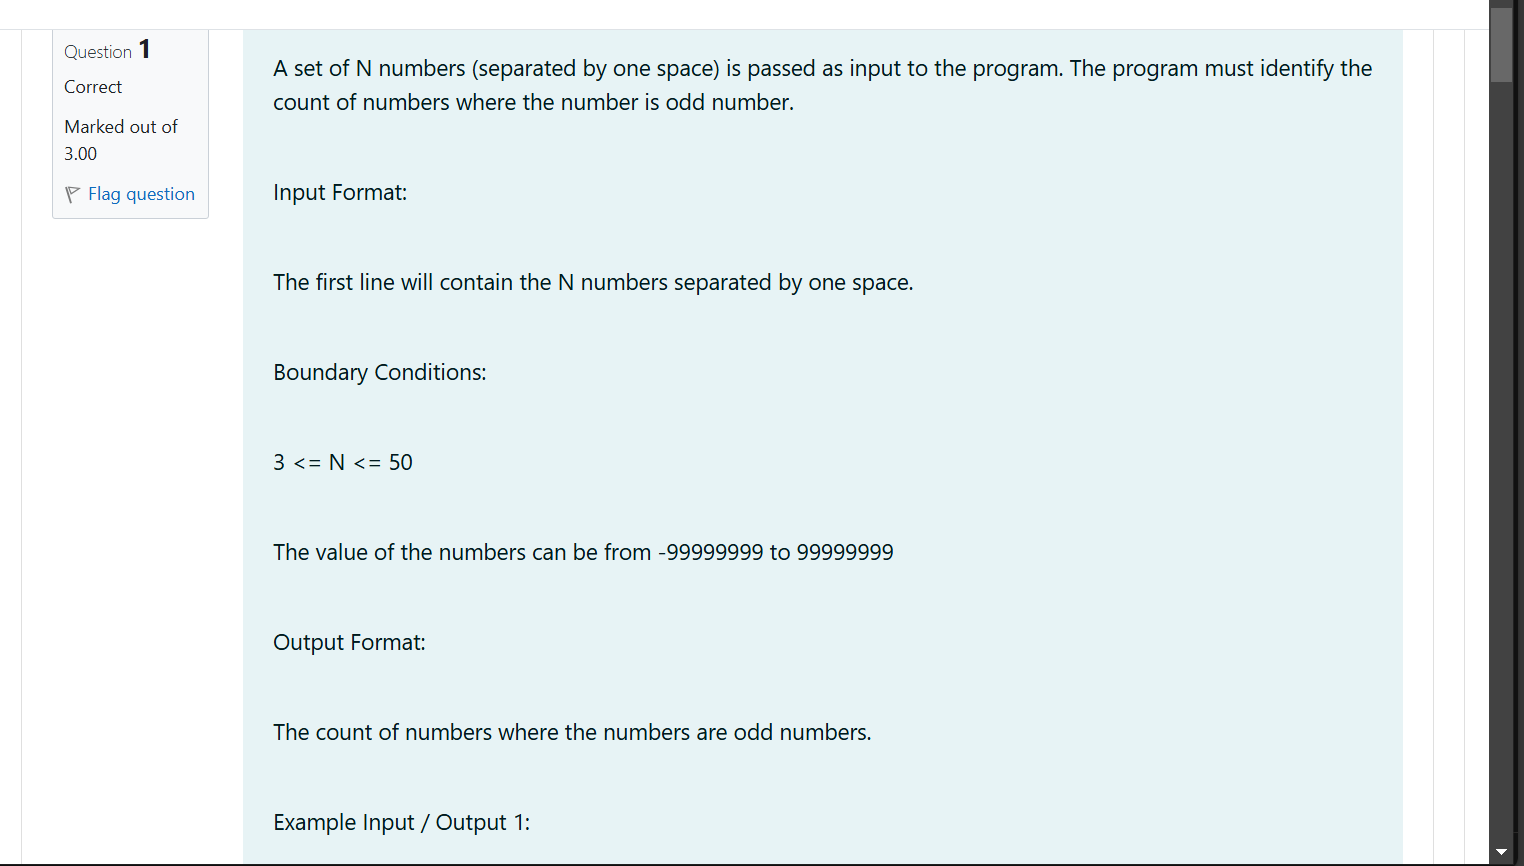 Question 1
Correct
Marked out of
3.00
Flag question
A set of N numbers (separated by one space) is passed as input to the program. The program must identify the
count of numbers where the number is odd number.
Input Format:
The first line will contain the N numbers separated by one space.
Boundary Conditions:
3 <= N <= 50
The value of the numbers can be from -99999999 to 99999999
Output Format:
The count of numbers where the numbers are odd numbers.
Example Input / Output 1: